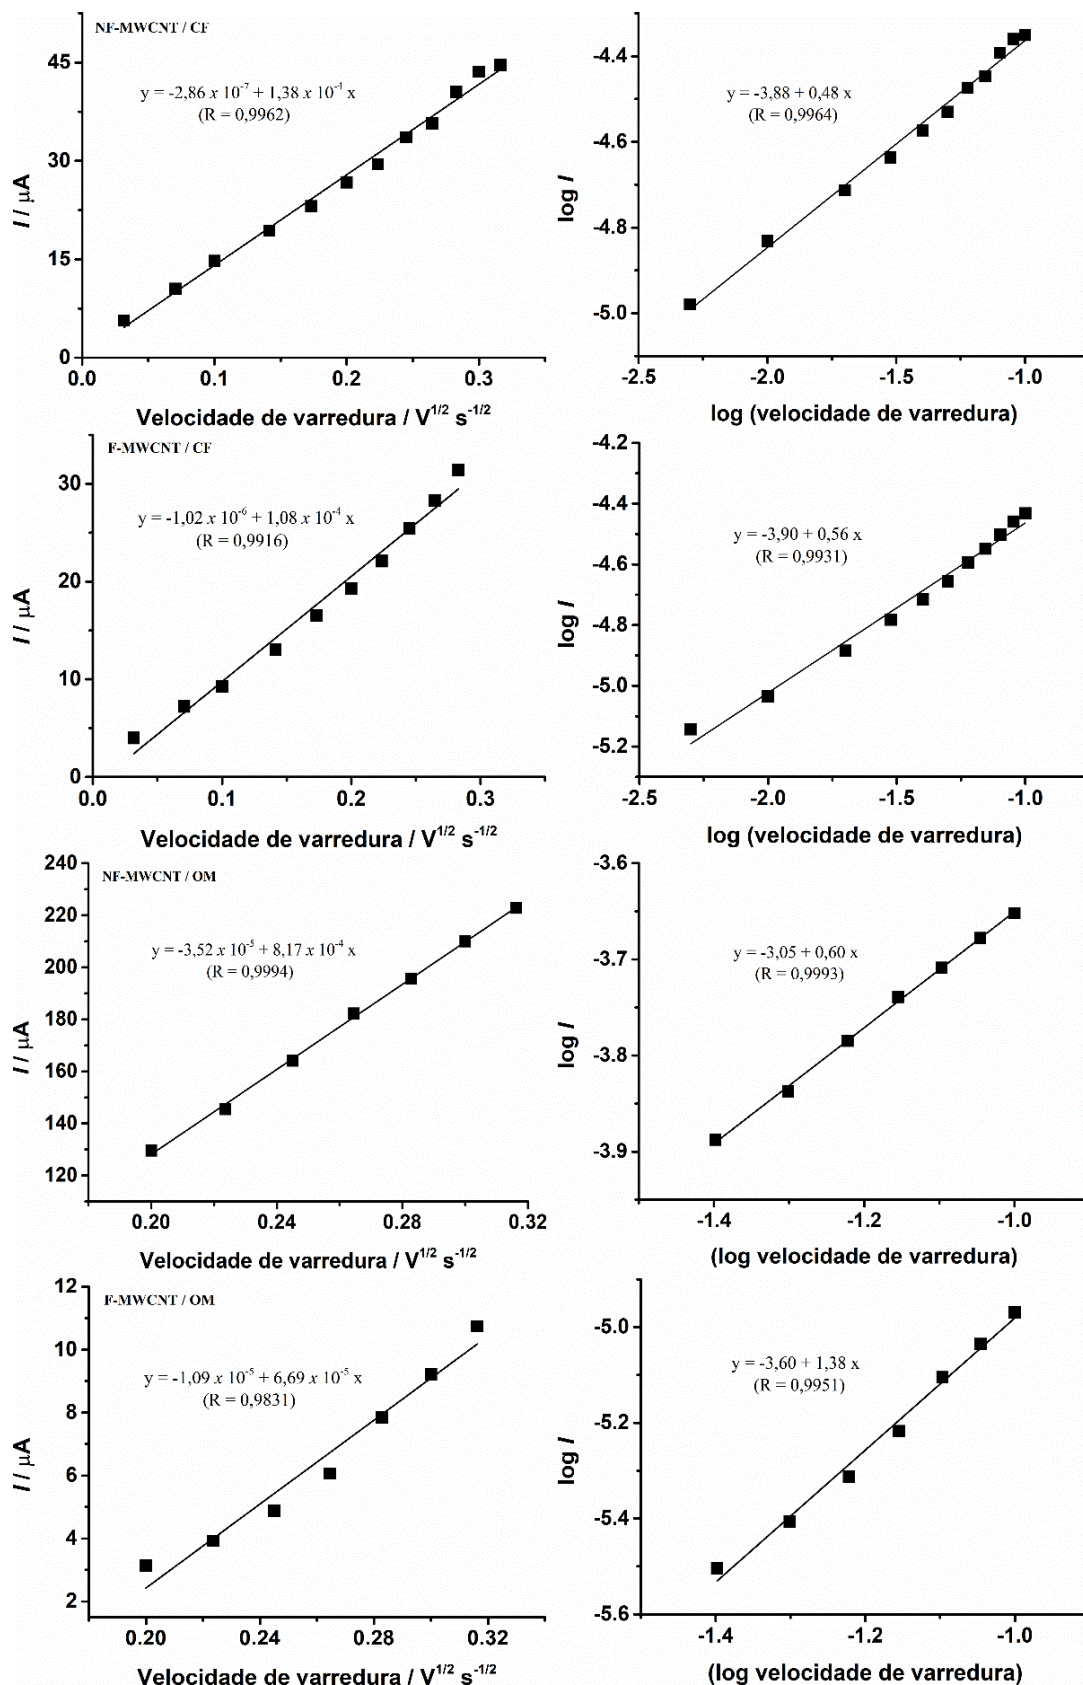 NF-MWCNT / CF
y = -2,86 x 10-7 + 1,38 x 10-4 x
(R = 0,9962)
I / µA
45
30
15
0
0.0 0.1 0.2 0.3
Velocidade de varredura / V1/2 s-1/2
y = -3,88 + 0,48 x
(R = 0,9964)
log I
-4.4
-4.6
-4.8
-5.0
-2.5 -2.0 -1.5 -1.0
log (velocidade de varredura)
F-MWCNT / CF
y = -1,02 x 10-6 + 1,08 x 10-4 x
(R = 0,9916)
I / µA
30
20
10
0
0.0 0.1 0.2 0.3
Velocidade de varredura / V1/2 s-1/2
y = -3,90 + 0,56 x
(R = 0,9931)
log I
-4.2
-4.4
-4.6
-4.8
-5.0
-5.2
-2.5 -2.0 -1.5 -1.0
log (velocidade de varredura)
NF-MWCNT / OM
y = -3,52 x 10-5 + 8,17 x 10-4 x
(R = 0,9994)
I / µA
240
220
200
180
160
140
120
0.20 0.24 0.28 0.32
Velocidade de varredura / V1/2 s-1/2
y = -3,05 + 0,60 x
(R = 0,9993)
log I
-3.6
-3.7
-3.8
-3.9
-1.4 -1.2 -1.0
(log velocidade de varredura)
F-MWCNT / OM
y = -1,09 x 10-5 + 6,69 x 10-5 x
(R = 0,9831)
I / µA
12
10
8
6
4
2
0.20 0.24 0.28 0.32
Velocidade de varredura / V1/2 s-1/2
y = -3,60 + 1,38 x
(R = 0,9951)
log I
-5.0
-5.2
-5.4
-5.6
-1.4 -1.2 -1.0
(log velocidade de varredura)